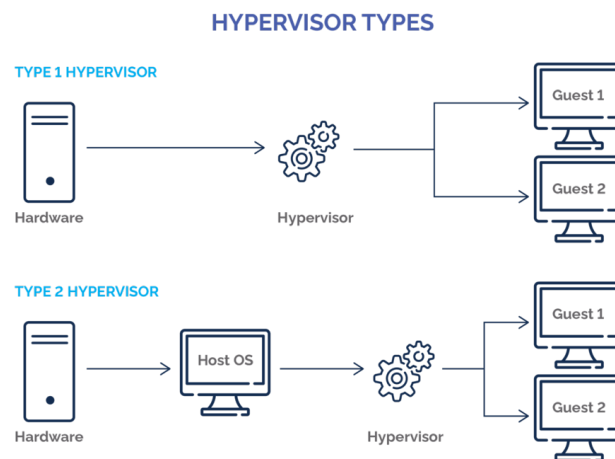 HYPERVISOR TYPES
TYPE 1 HYPERVISOR
Guest 1
Guest 2
Hardware
Hypervisor
TYPE 2 HYPERVISOR
Guest 1
Host OS
Guest 2
Hardware
Hypervisor